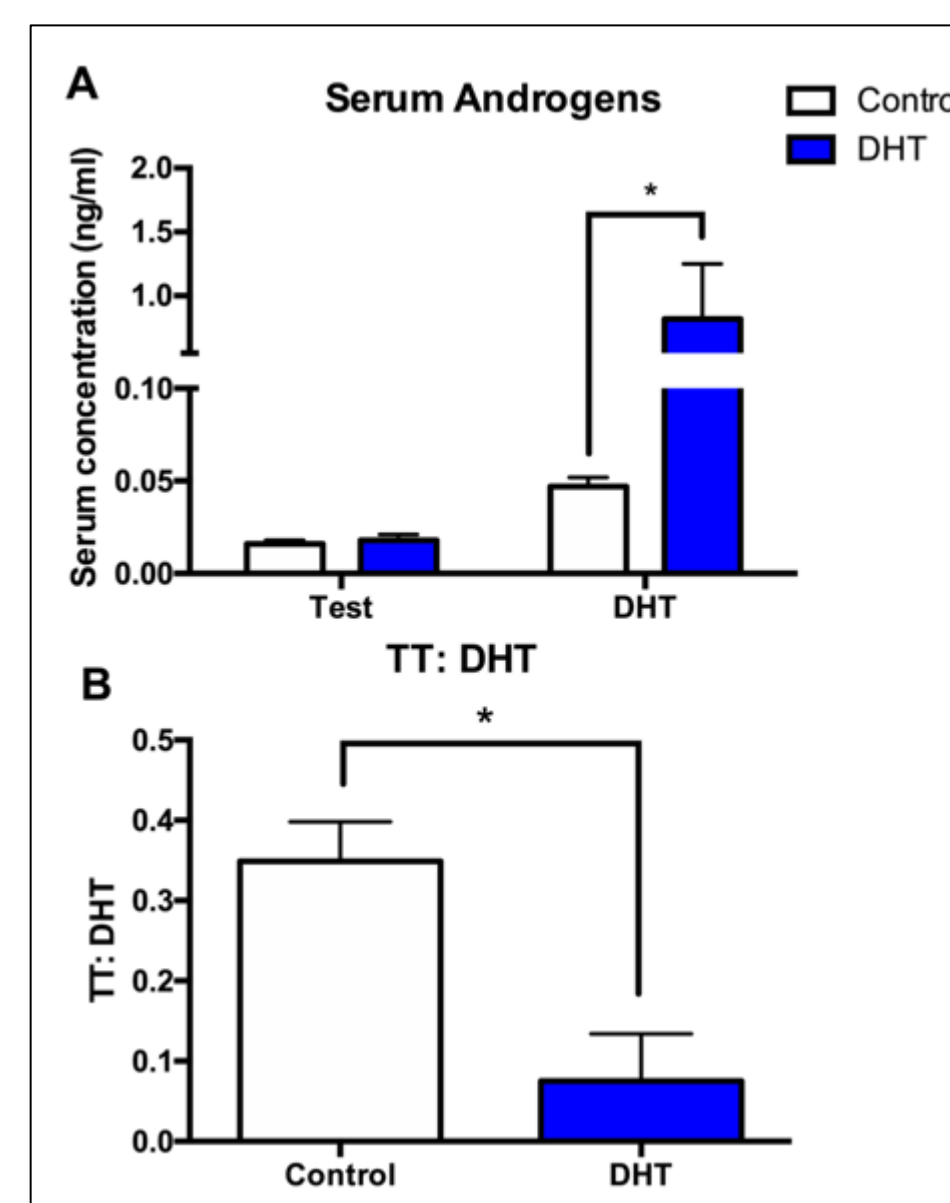 A
Serum Androgens
Contro
DHT
Serum concentration (ng/ml)
2.0
1.5
1.0
0.10
0.05
0.00
*
Test
DHT
B
TT: DHT
TT: DHT
0.5
0.4
0.3
0.2
0.1
0.0
*
Control
DHT